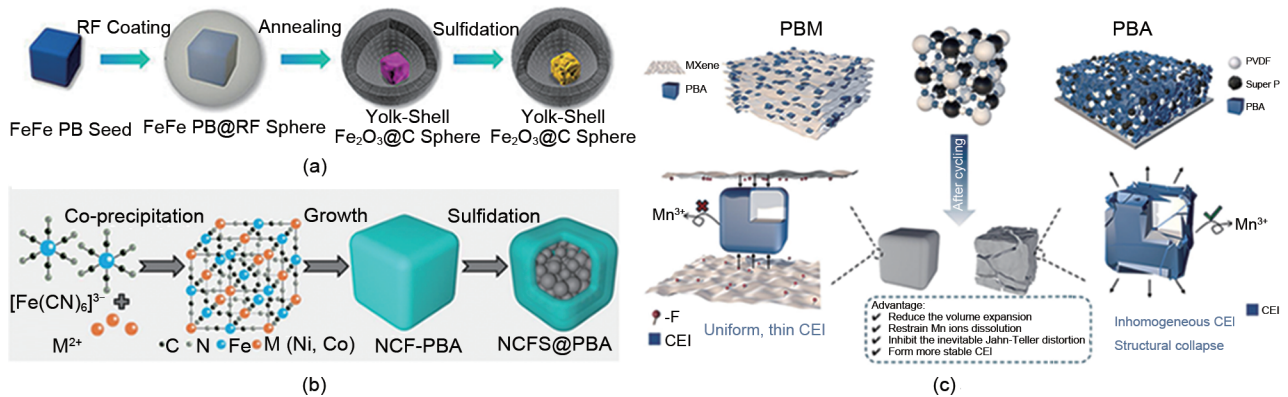 RF Coating
Annealing
Sulfidation
FeFe PB Seed
FeFe PB@RF Sphere
Yolk-Shell
Fe₂O₃@C Sphere
Yolk-Shell
Fe₂O₃@C Sphere
(a)
Co-precipitation
Growth
Sulfidation
[Fe(CN)₆]³⁻
M²⁺
C
N
Fe
M (Ni, Co)
NCF-PBA
NCFS@PBA
(b)
PBM
PBA
MXene
PBA
PVDF
Super P
PBA
After cycling
Mn³⁺
Mn³⁺
-F
CEI
Uniform, thin CEI
Advantage:
✔ Reduce the volume expansion
✔ Restrain Mn ions dissolution
✔ Inhibit the inevitable Jahn-Teller distortion
✔ Form more stable CEI
Inhomogeneous CEI
Structural collapse
CEI
(c)